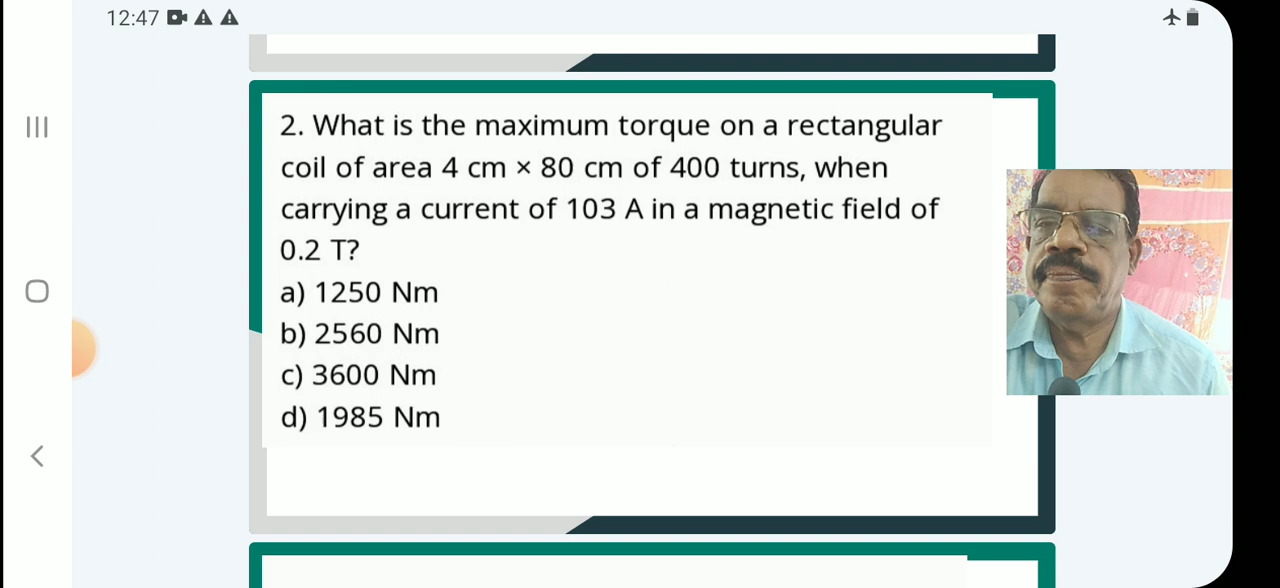 12:47
2. What is the maximum torque on a rectangular
coil of area 4 cm × 80 cm of 400 turns, when
carrying a current of 103 A in a magnetic field of
0.2 T?
a) 1250 Nm
b) 2560 Nm
c) 3600 Nm
d) 1985 Nm